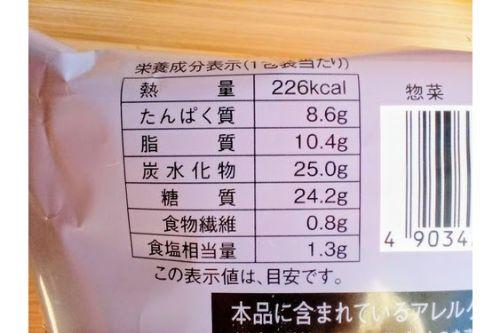 栄養成分表示(1包装当たり)
熱量 226kcal
たんぱく質 8.6g
脂質 10.4g
炭水化物 25.0g
糖質 24.2g
食物繊維 0.8g
食塩相当量 1.3g
この表示値は、目安です。
惣菜
4 9034
本品に含まれているアレルゲ